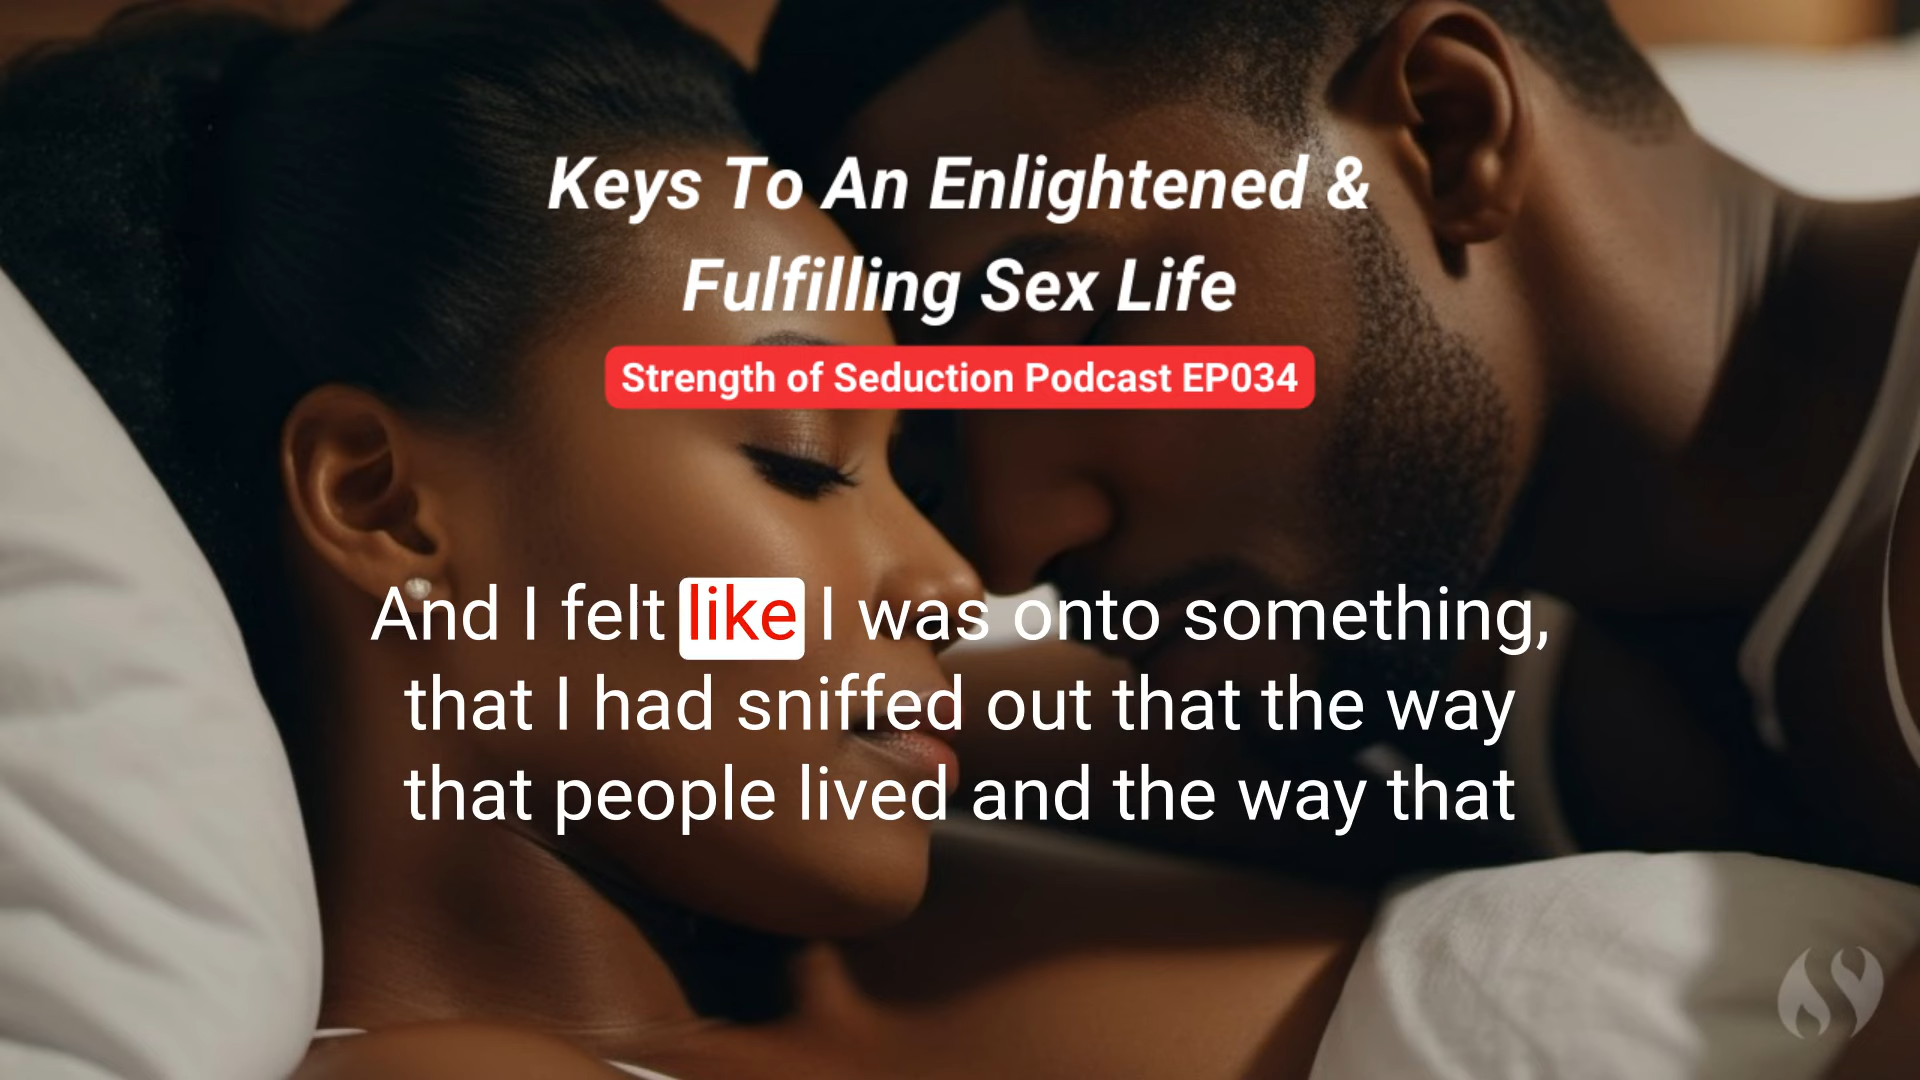 Keys To An Enlightened &
Fulfilling Sex Life
Strength of Seduction Podcast EP034
And I felt like I was onto something,
that I had sniffed out that the way
that people lived and the way that